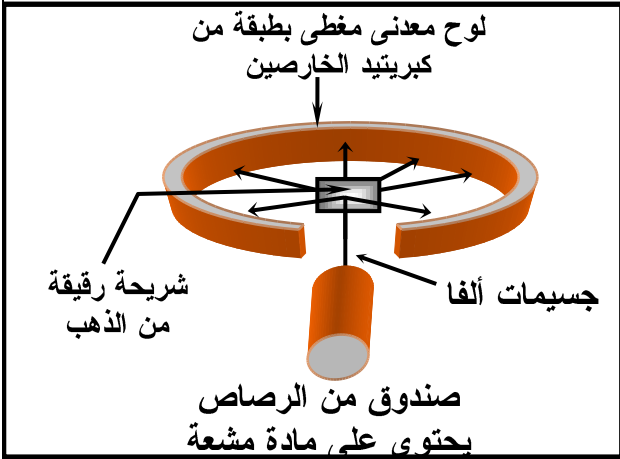 لوح معدنى مغطى بطبقة من
كبريتيد الخارصين
شريحة رقيقة
من الذهب
جسيمات ألفا
صندوق من الرصاص
يحتوى على مادة مشعة